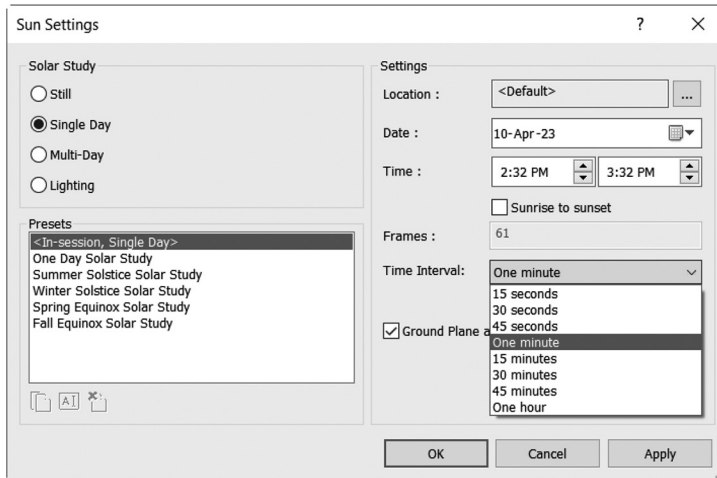 Sun Settings
?
Solar Study
Still
Single Day
Multi-Day
Lighting
Presets
<In-session, Single Day>
One Day Solar Study
Summer Solstice Solar Study
Winter Solstice Solar Study
Spring Equinox Solar Study
Fall Equinox Solar Study
AI
Settings
Location :
<Default>
...
Date :
10-Apr-23
Time :
2:32 PM
3:32 PM
Sunrise to sunset
Frames :
61
Time Interval:
One minute
15 seconds
30 seconds
45 seconds
One minute
15 minutes
30 minutes
45 minutes
One hour
Ground Plane a
OK
Cancel
Apply